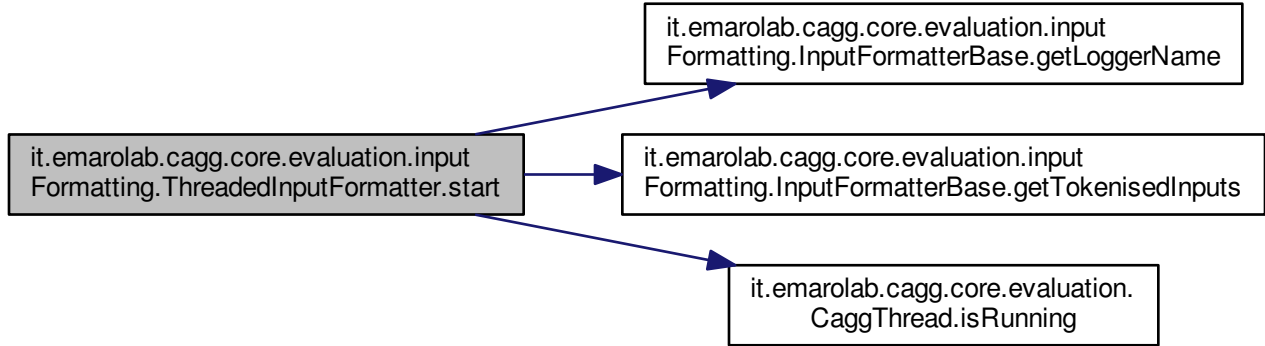 it.emarolab.cagg.core.evaluation.input
Formatting.InputFormatterBase.getLoggerName
it.emarolab.cagg.core.evaluation.input
Formatting.ThreadedInputFormatter.start
it.emarolab.cagg.core.evaluation.input
Formatting.InputFormatterBase.getTokenisedInputs
it.emarolab.cagg.core.evaluation.
CaggThread.isRunning